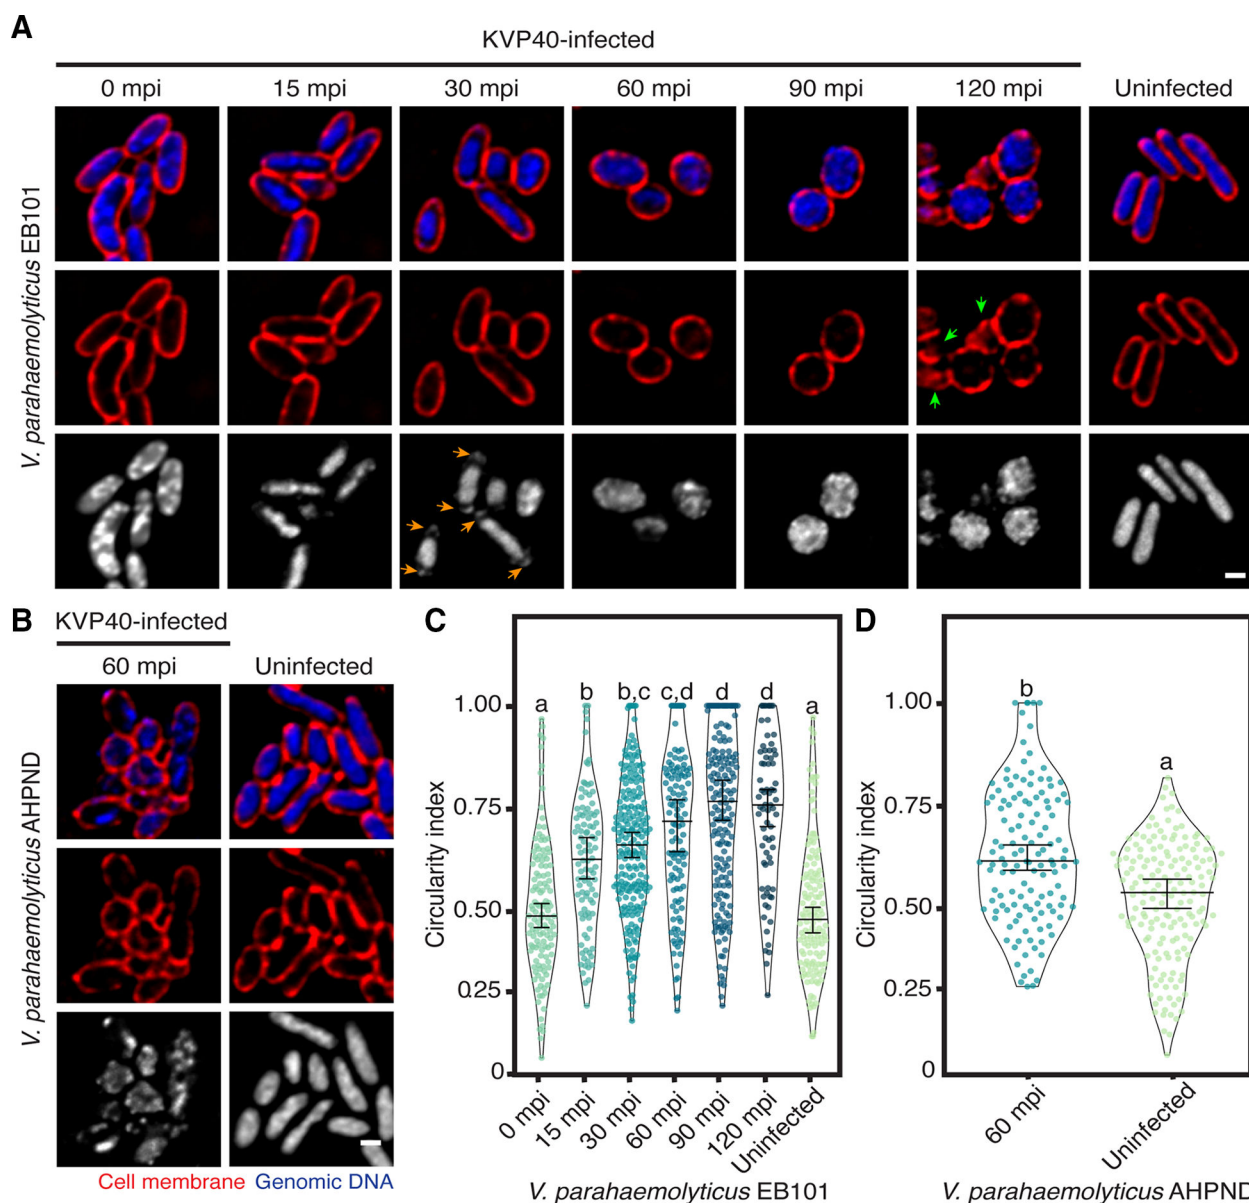 A
KVP40-infected
0 mpi 15 mpi 30 mpi 60 mpi 90 mpi 120 mpi Uninfected
V. parahaemolyticus EB101
B
KVP40-infected
60 mpi Uninfected
V. parahaemolyticus AHPND
Cell membrane Genomic DNA
C
Circularity index
1.00
0.75
0.50
0.25
0
a b b,c c,d d d a
0 mpi 15 mpi 30 mpi 60 mpi 90 mpi 120 mpi Uninfected
V. parahaemolyticus EB101
D
Circularity index
1.00
0.75
0.50
0.25
0
b a
60 mpi Uninfected
V. parahaemolyticus AHPND